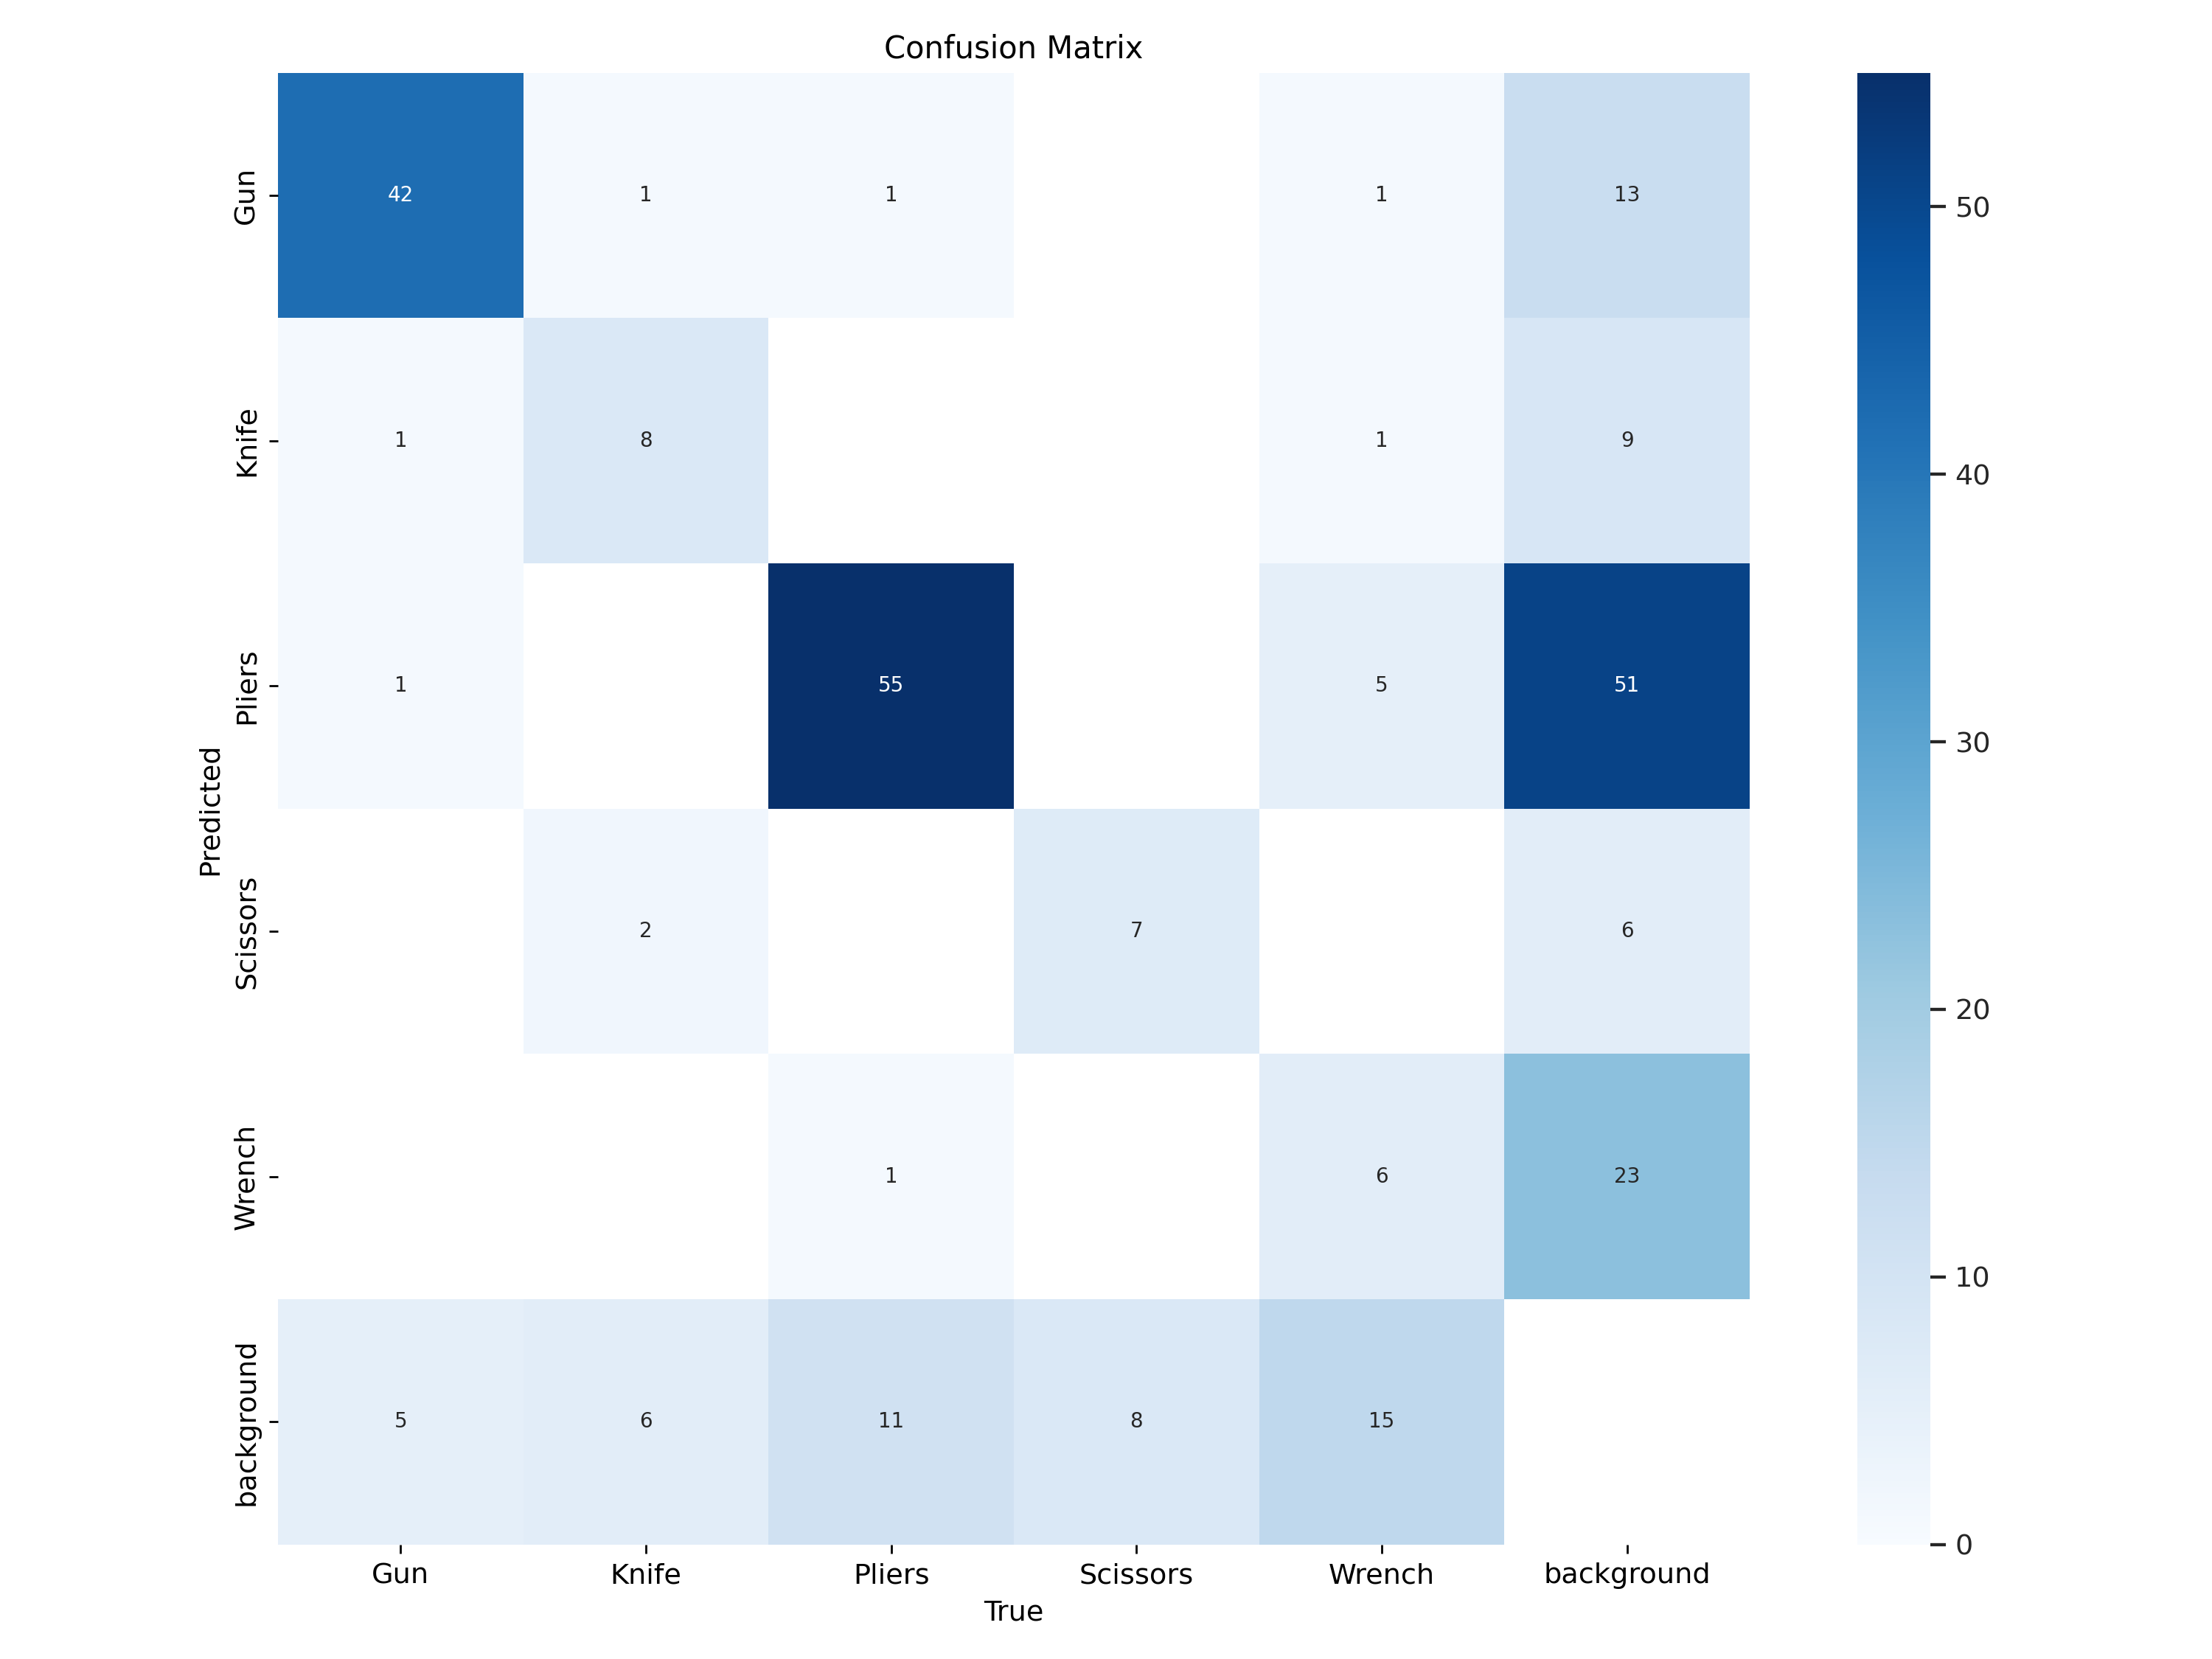 Confusion Matrix
Gun 42 1 1 1 13
Knife 1 8 1 9
Pliers 1 55 5 51
Scissors 2 7 6
Wrench 1 6 23
background 5 6 11 8 15
Gun Knife Pliers Scissors Wrench background
True
Predicted
50
40
30
20
10
0